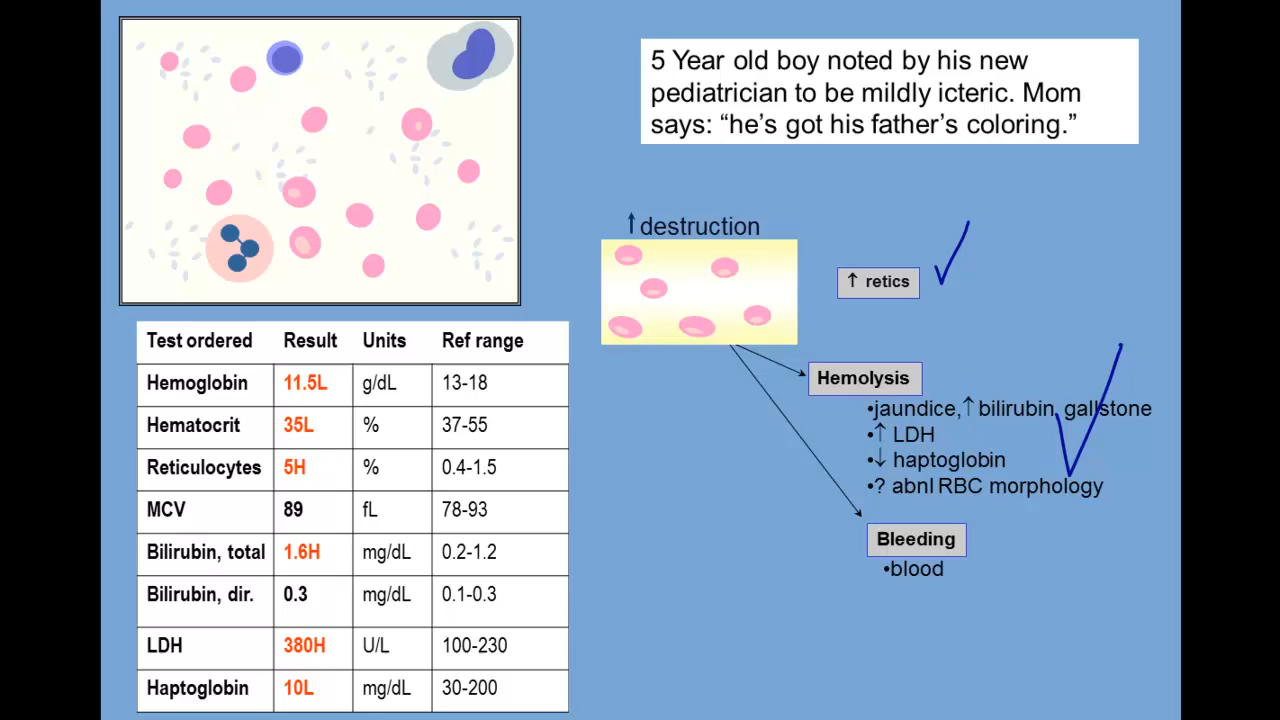 5 Year old boy noted by his new
pediatrician to be mildly icteric. Mom
says: “he’s got his father’s coloring.”
↑ destruction
↑ retics
Hemolysis
•jaundice,↑ bilirubin, gallstone
•↑ LDH
•↓ haptoglobin
•? abnl RBC morphology
Bleeding
•blood
Test ordered Result Units Ref range
Hemoglobin 11.5L g/dL 13-18
Hematocrit 35L % 37-55
Reticulocytes 5H % 0.4-1.5
MCV 89 fL 78-93
Bilirubin, total 1.6H mg/dL 0.2-1.2
Bilirubin, dir. 0.3 mg/dL 0.1-0.3
LDH 380H U/L 100-230
Haptoglobin 10L mg/dL 30-200